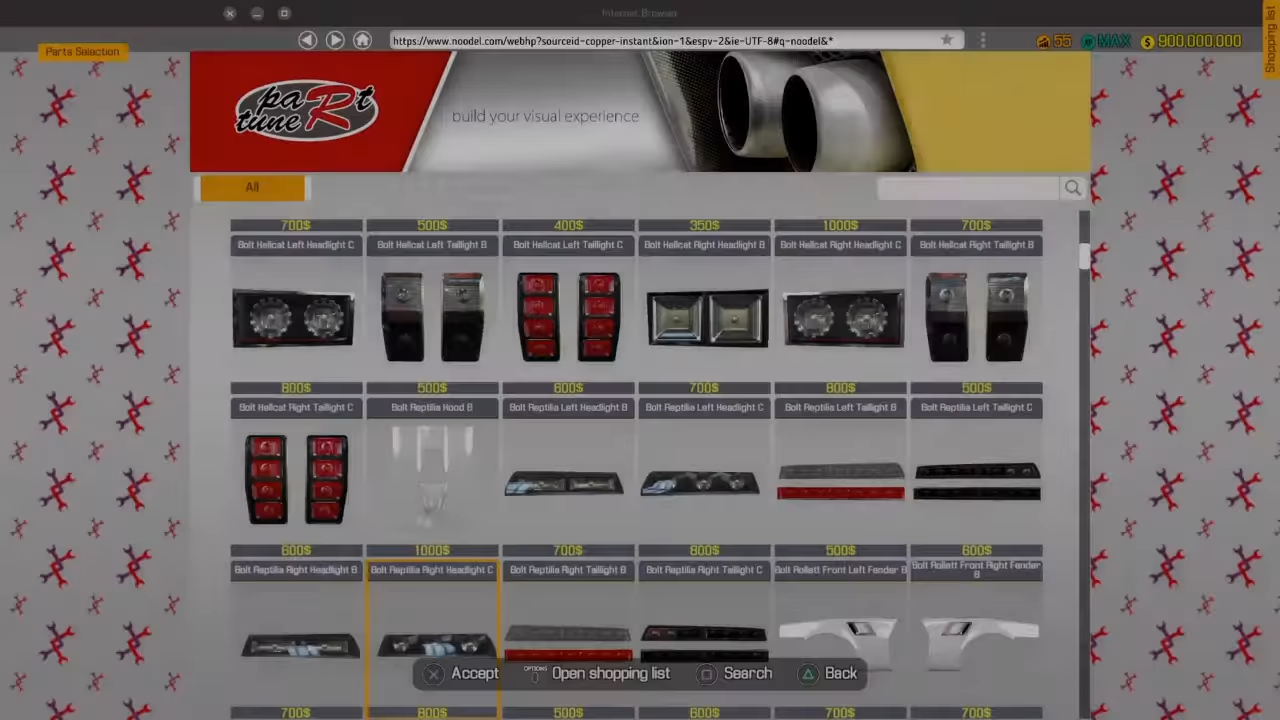 Internet Browser
Shopping list
https://www.noodel.com/webhp?sourceid-copper-instant&ion-1&espv-2&ie-UTF-8#q-noodel&*
55 MAX $ 900,000,000
Parts Selection
paRt
tuneR
build your visual experience
All
700$ 500$ 400$ 350$ 1000$ 700$
Bolt Hellcat Left Headlight C Bolt Hellcat Left Taillight B Bolt Hellcat Left Taillight C Bolt Hellcat Right Headlight B Bolt Hellcat Right Headlight C Bolt Hellcat Right Taillight B
800$ 500$ 600$ 700$ 800$ 500$
Bolt Hellcat Right Taillight C Bolt Reptilia Hood B Bolt Reptilia Left Headlight B Bolt Reptilia Left Headlight C Bolt Reptilia Left Taillight B Bolt Reptilia Left Taillight C
600$ 1000$ 700$ 800$ 500$ 600$
Bolt Reptilia Right Headlight B Bolt Reptilia Right Headlight C Bolt Reptilia Right Taillight B Bolt Reptilia Right Taillight C Bolt Rollett Front Left Fender B Bolt Rollett Front Right Fender
B
Accept OPTIONS Open shopping list Search Back
700$ 800$ 500$ 600$ 700$ 700$